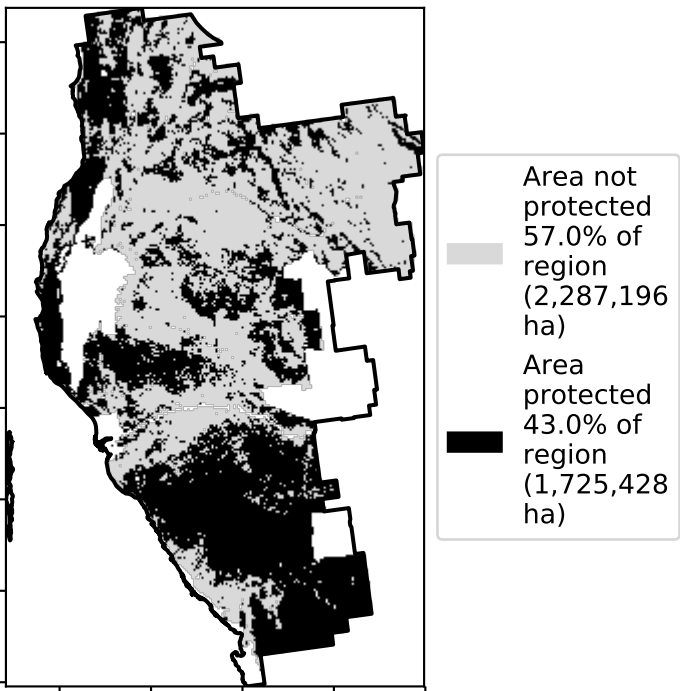 Area not
protected
57.0% of
region
(2,287,196
ha)
Area
protected
43.0% of
region
(1,725,428
ha)